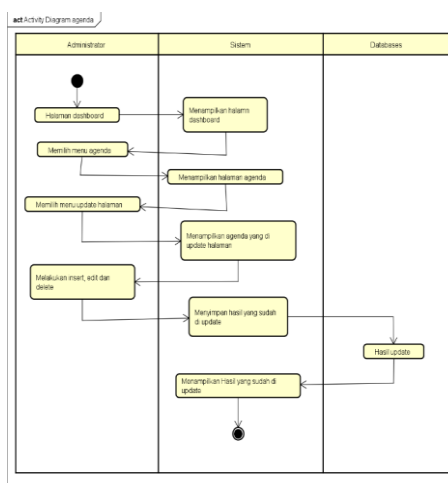 act Activity Diagram agenda
Administrator
Sistem
Databases
Halaman dashboard
Menampilkan halamn
dashboard
Memilih menu agenda
Menampilkan halaman agenda
Memilih menu update halaman
Menampilkan agenda yang di
update halaman
Melakukan insert, edit dan
delete
Menyimpan hasil yang sudah
di update
Hasil update
Menampilkan Hasil yang sudah di
update